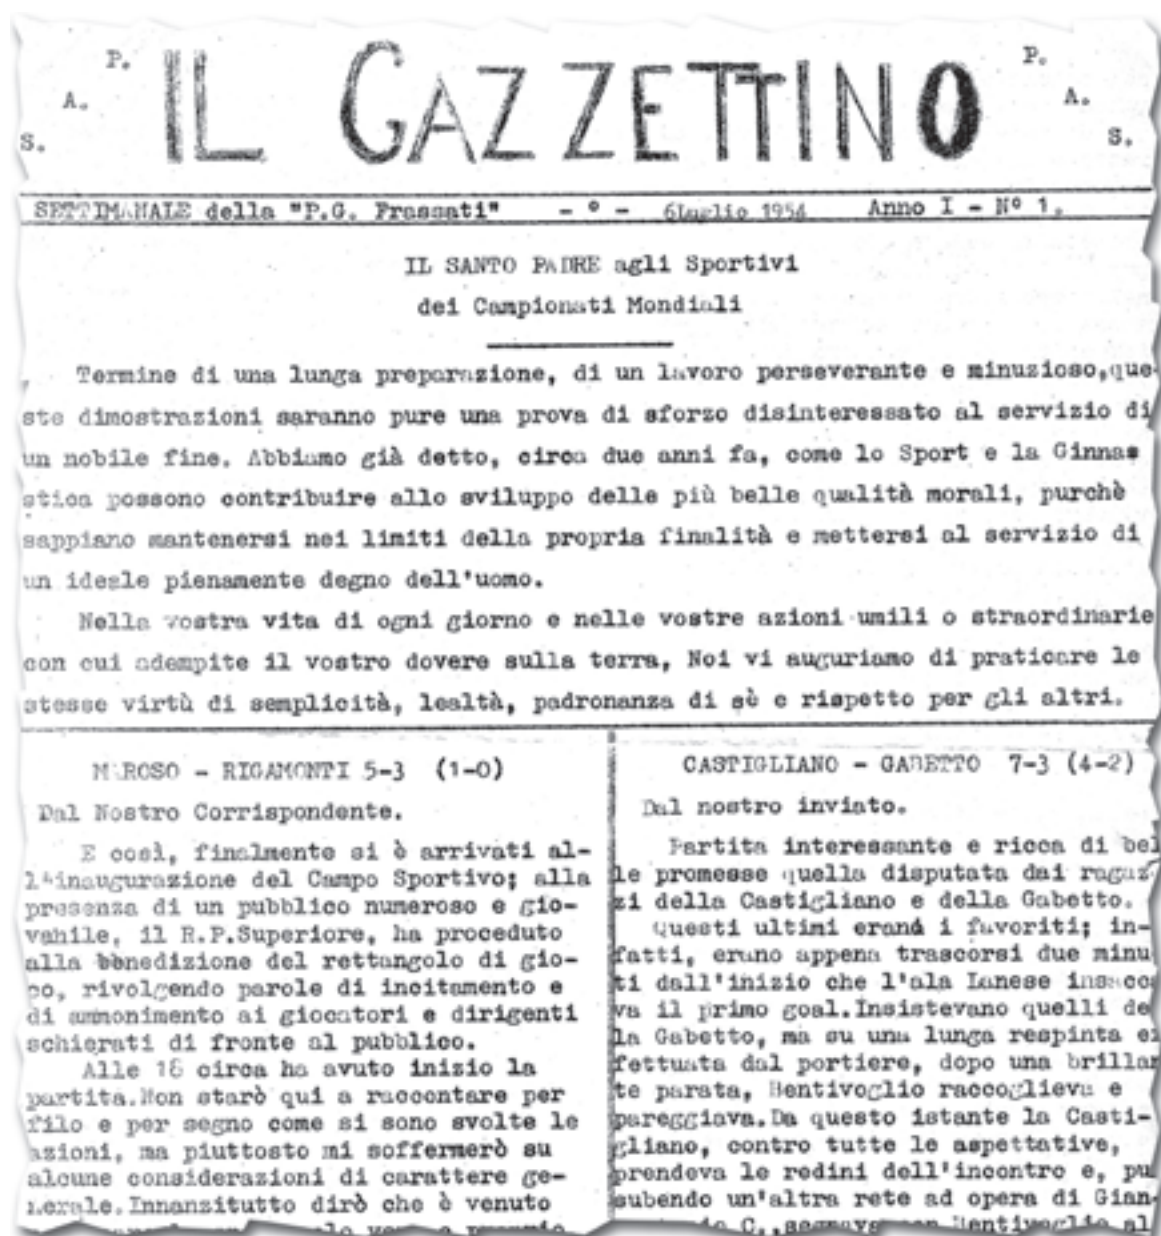 P. A. S.
IL GAZZETTINO
P. A. S.
SETTIMANALE della "P.G. Frassati" - ° - 6Luglio 1954 Anno I - Nº 1.
IL SANTO PADRE agli Sportivi
dei Campionati Mondiali
Termine di una lunga preparazione, di un lavoro perseverante e minuzioso,que-
ste dimostrazioni saranno pure una prova di sforzo disinteressato al servizio di
un nobile fine. Abbiamo già detto, circa due anni fa, come lo Sport e la Ginna=
stica possono contribuire allo sviluppo delle più belle qualità morali, purchè
sappiano mantenersi nei limiti della propria finalità e mettersi al servizio di
un ideale pienamente degno dell'uomo.
Nella vostra vita di ogni giorno e nelle vostre azioni umili o straordinarie
con cui adempite il vostro dovere sulla terra, Noi vi auguriamo di praticare le
stesse virtù di semplicità, lealtà, padronanza di sè e rispetto per gli altri.
MAROSO - RIGAMONTI 5-3 (1-0)
Dal Nostro Corrispondente.
E così, finalmente si è arrivati al-
l'inaugurazione del Campo Sportivo; alla
presenza di un pubblico numeroso e gio-
vahile, il R.P.Superiore, ha proceduto
alla benedizione del rettangolo di gio-
co, rivolgendo parole di incitamento e
di ammonimento ai giocatori e dirigenti
schierati di fronte al pubblico.
Alle circa ha avuto inizio la
partita.Non starò qui a raccontare per
filo e per segno come si sono svolte le
azioni, ma piuttosto mi soffermerò su
alcune considerazioni di carattere ge-
nerale.Innanzitutto dirò che è venuto
CASTIGLIANO - GABETTO 7-3 (4-2)
Dal nostro inviato.
Partita interessante e ricca di bel
le promesse quella disputata dai ragaz
zi della Castigliano e della Gabetto.
Questi ultimi erano i favoriti; in-
fatti, erano appena trascorsi due minu
ti dall'inizio che l'ala Lanese insacca
va il primo goal.Insistevano quelli de
la Gabetto, ma su una lunga respinta ef
fettuata dal portiere, dopo una brillan
te parata, Bentivoglio raccoglieva e
pareggiava.Da questo istante la Casti-
gliano, contro tutte le aspettative,
prendeva le redini dell'incontro e, pu
subendo un'altra rete ad opera di Gian-
C., segnava con Bentivoglio al